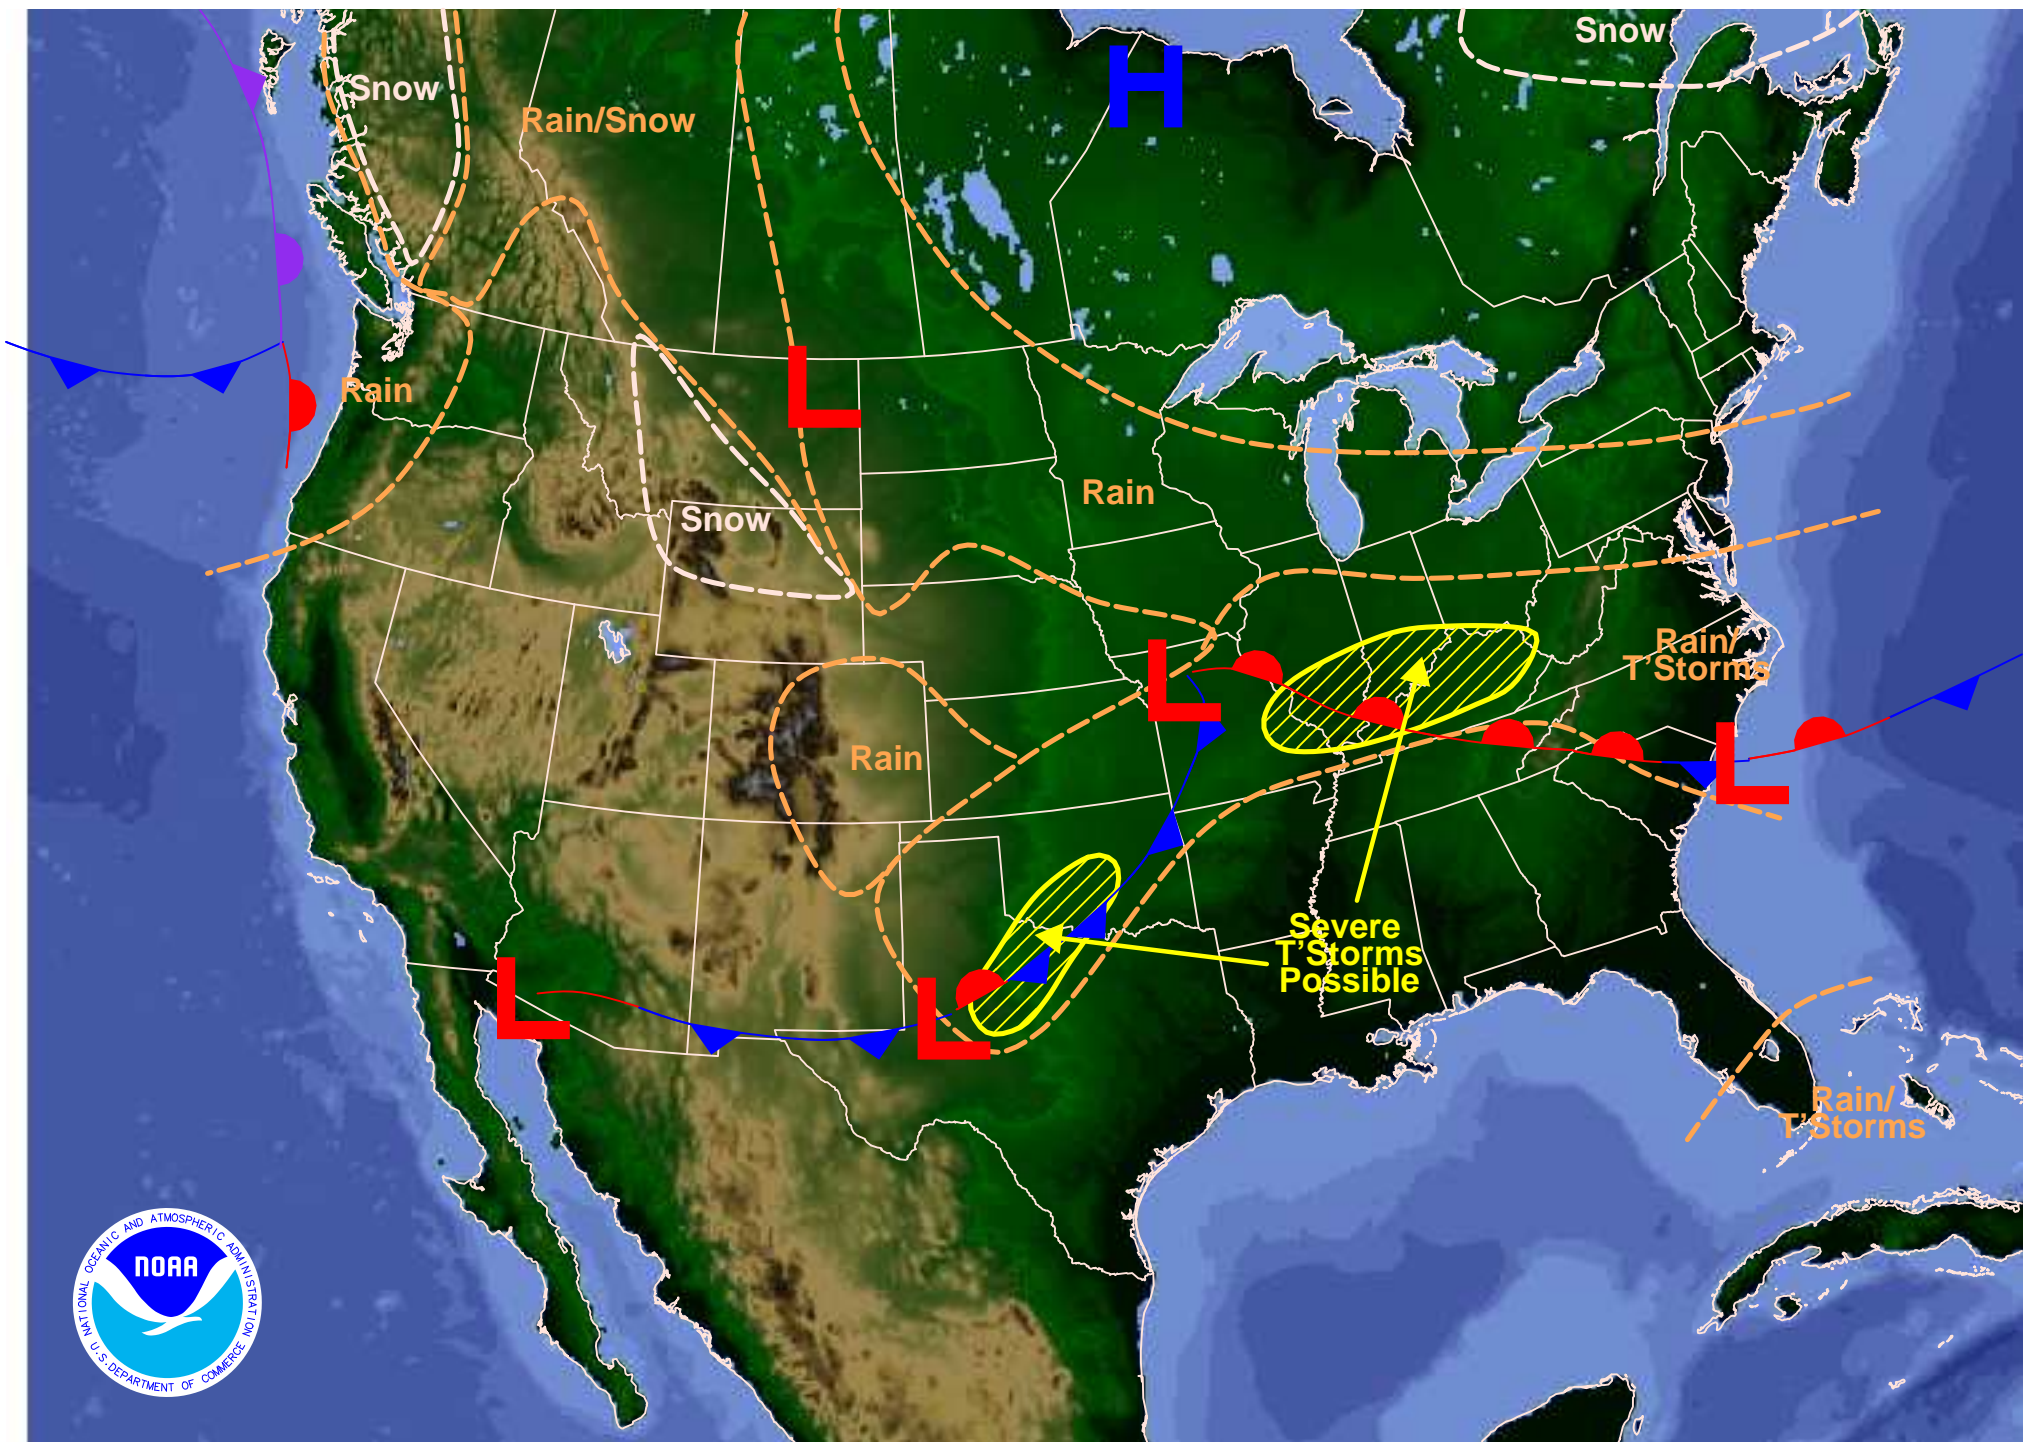 Snow
H
Snow
Rain/Snow
L
Rain
Rain
Snow
Rain/
T'Storms
L
Rain
L
Severe
T'Storms
Possible
L
L
Rain/
T'Storms
NATIONAL OCEANIC AND ATMOSPHERIC ADMINISTRATION
NOAA
U.S. DEPARTMENT OF COMMERCE